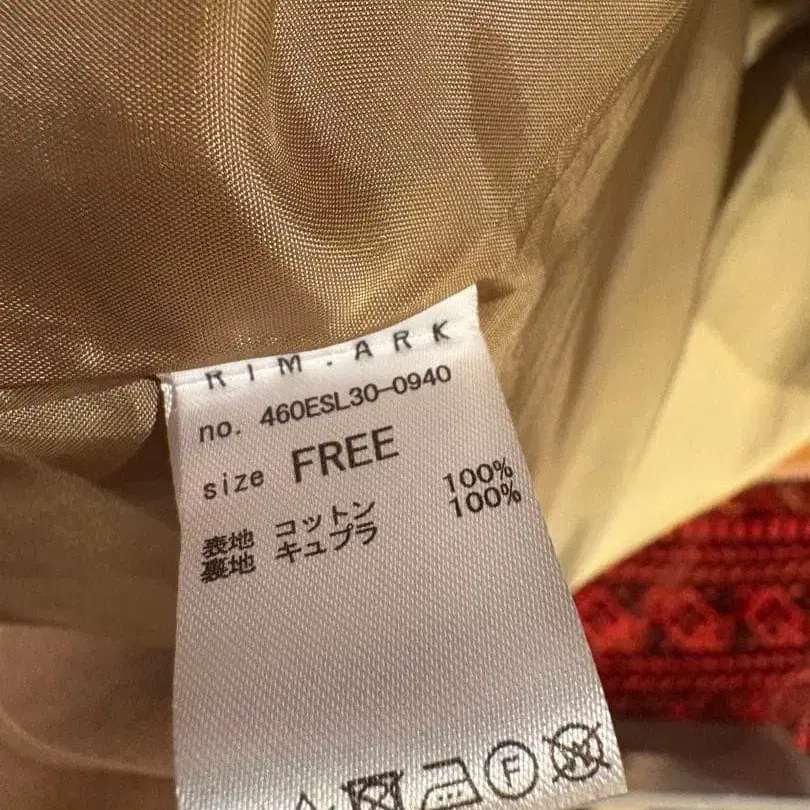 RIM.ARK
no. 460ESL30-0940
size FREE
表地 コットン 100%
裏地 キュプラ 100%
F W